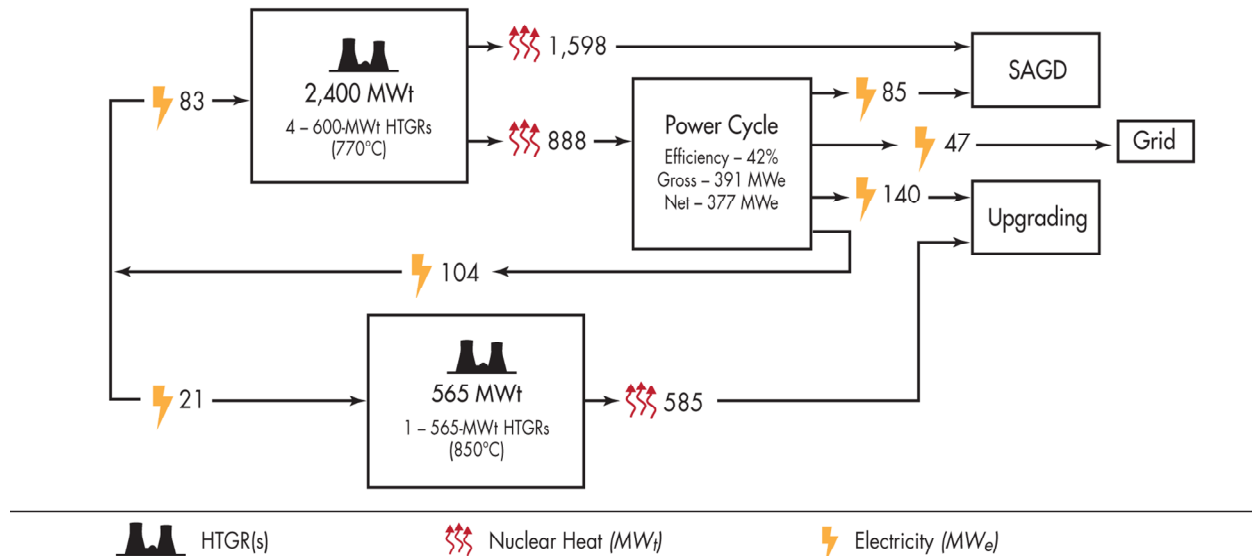 1,598
SAGD
83
2,400 MWt
4 – 600-MWt HTGRs
(770°C)
85
888
Power Cycle
Efficiency – 42%
Gross – 391 MWe
Net – 377 MWe
47
Grid
140
Upgrading
104
21
565 MWt
1 – 565-MWt HTGRs
(850°C)
585
HTGR(s)
Nuclear Heat (MWt)
Electricity (MWe)